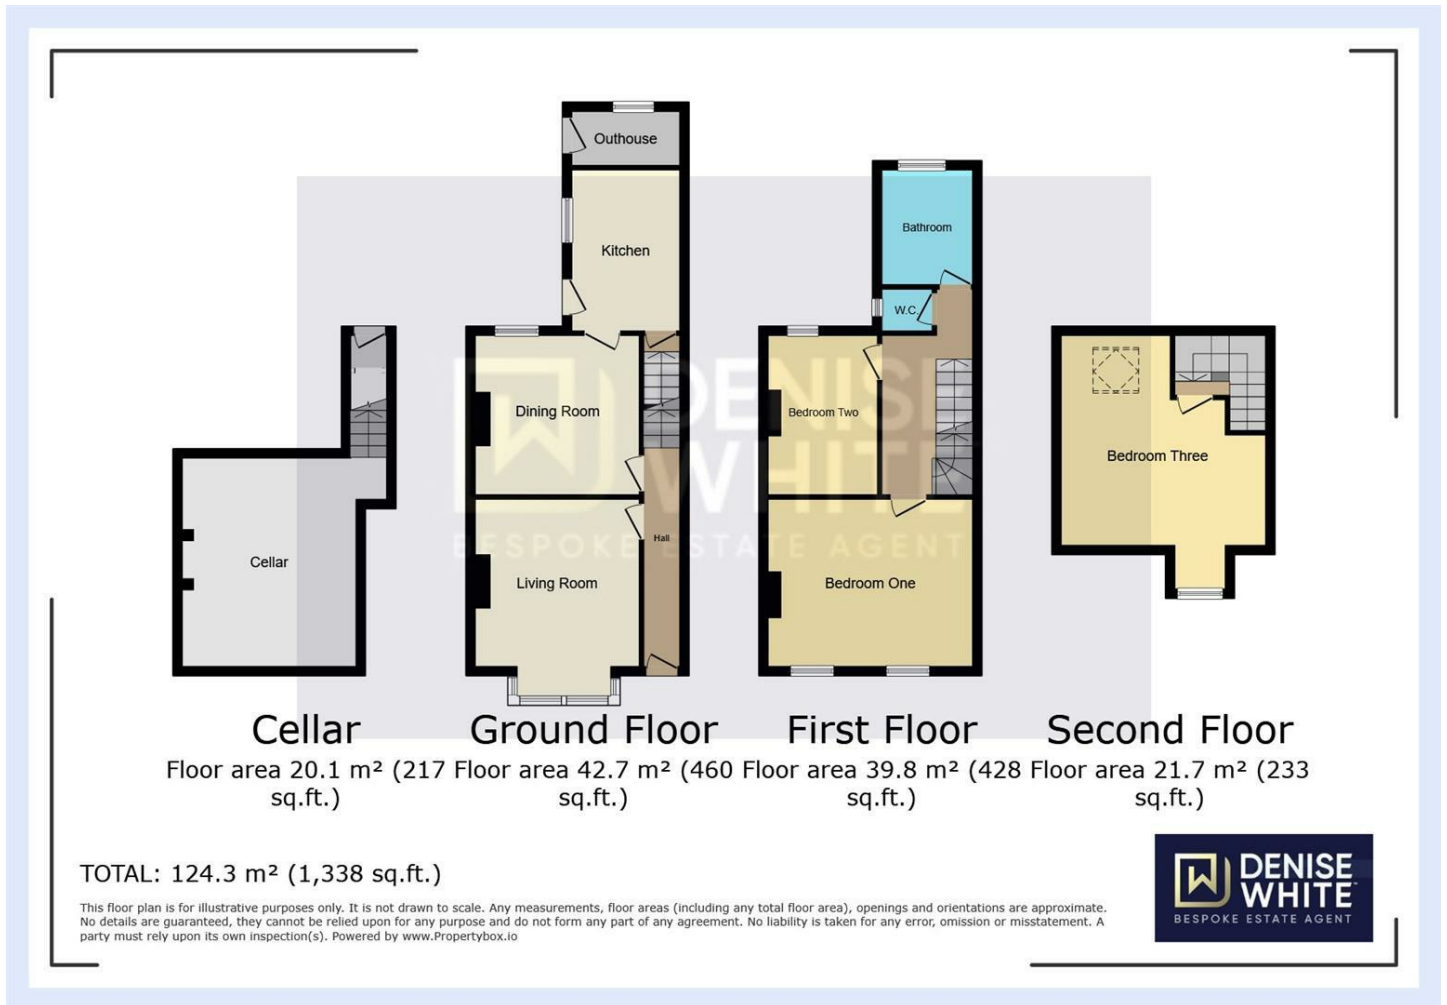 Outhouse
Kitchen
Dining Room
Living Room
Hall
Cellar
Bathroom
W.C.
Bedroom Two
Bedroom One
Bedroom Three
DENISE
WHITE
BESPOKE ESTATE AGENT
Cellar
Floor area 20.1 m² (217
sq.ft.)
Ground Floor
Floor area 42.7 m² (460
sq.ft.)
First Floor
Floor area 39.8 m² (428
sq.ft.)
Second Floor
Floor area 21.7 m² (233
sq.ft.)
TOTAL: 124.3 m² (1,338 sq.ft.)
This floor plan is for illustrative purposes only. It is not drawn to scale. Any measurements, floor areas (including any total floor area), openings and orientations are approximate.
No details are guaranteed, they cannot be relied upon for any purpose and do not form any part of any agreement. No liability is taken for any error, omission or misstatement. A
party must rely upon its own inspection(s). Powered by www.Propertybox.io
DENISE
WHITE
BESPOKE ESTATE AGENT